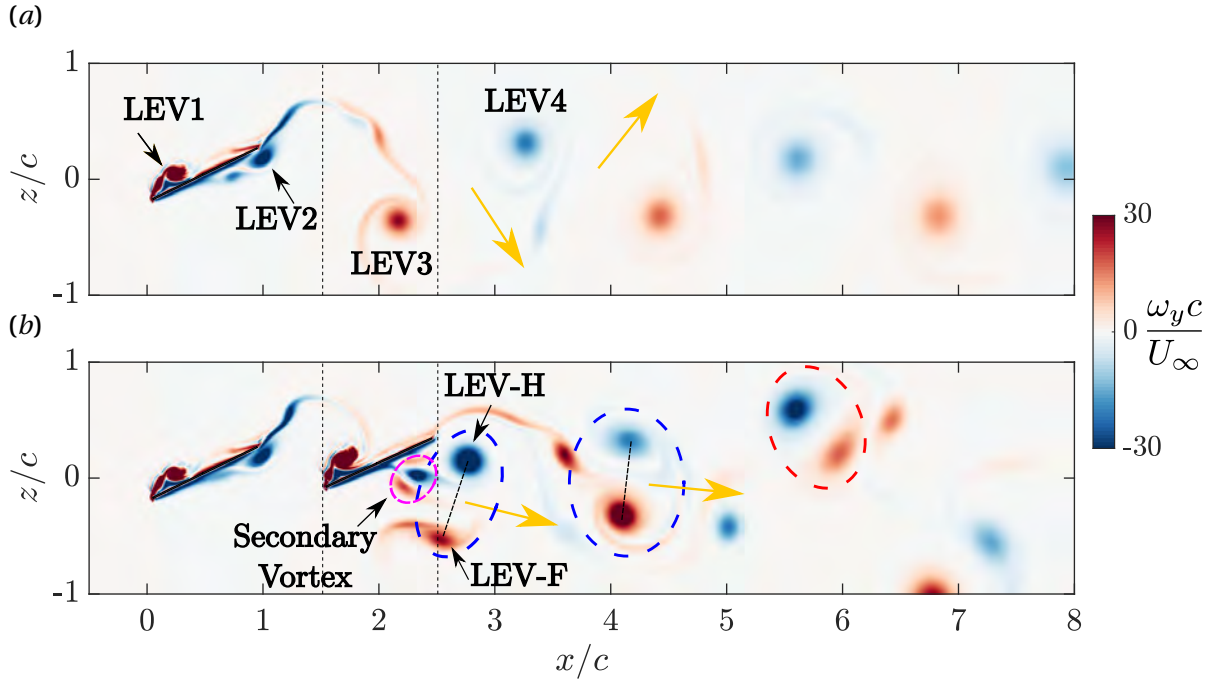 (a)
1
LEV1
LEV4
z/c
0
LEV2
LEV3
-1
30
0
ω_y c
U_∞
-30
(b)
1
LEV-H
z/c
0
Secondary
Vortex
LEV-F
-1
0 1 2 3 4 5 6 7 8
x/c